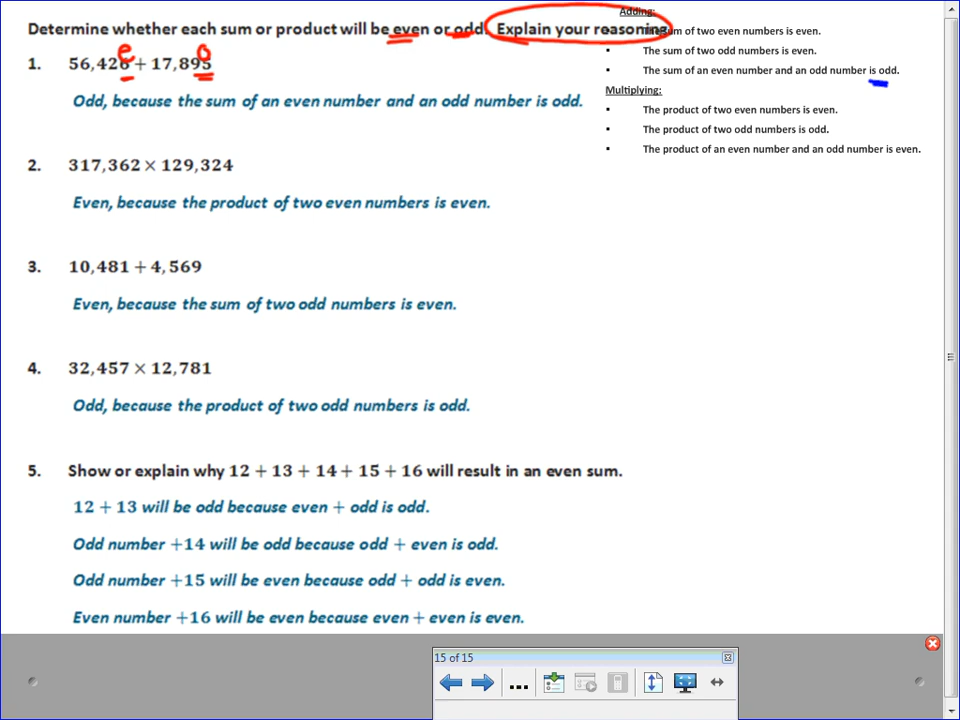 Determine whether each sum or product will be even or odd. Explain your reasoning
Adding:
▪ sum of two even numbers is even.
▪ The sum of two odd numbers is even.
▪ The sum of an even number and an odd number is odd.
Multiplying:
▪ The product of two even numbers is even.
▪ The product of two odd numbers is odd.
▪ The product of an even number and an odd number is even.
e o
1. 56,426 + 17,895
Odd, because the sum of an even number and an odd number is odd.
2. 317,362 × 129,324
Even, because the product of two even numbers is even.
3. 10,481 + 4,569
Even, because the sum of two odd numbers is even.
4. 32,457 × 12,781
Odd, because the product of two odd numbers is odd.
5. Show or explain why 12 + 13 + 14 + 15 + 16 will result in an even sum.
12 + 13 will be odd because even + odd is odd.
Odd number +14 will be odd because odd + even is odd.
Odd number +15 will be even because odd + odd is even.
Even number +16 will be even because even + even is even.
15 of 15